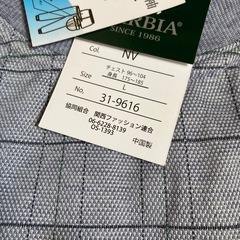 RBIA
SINCE 1986
Col. NV
チェスト 96〜104
身長 175〜185
Size L
No. 31-9616
協同組合 関西ファッション連合
06-6228-8139
OS-1393
中国製